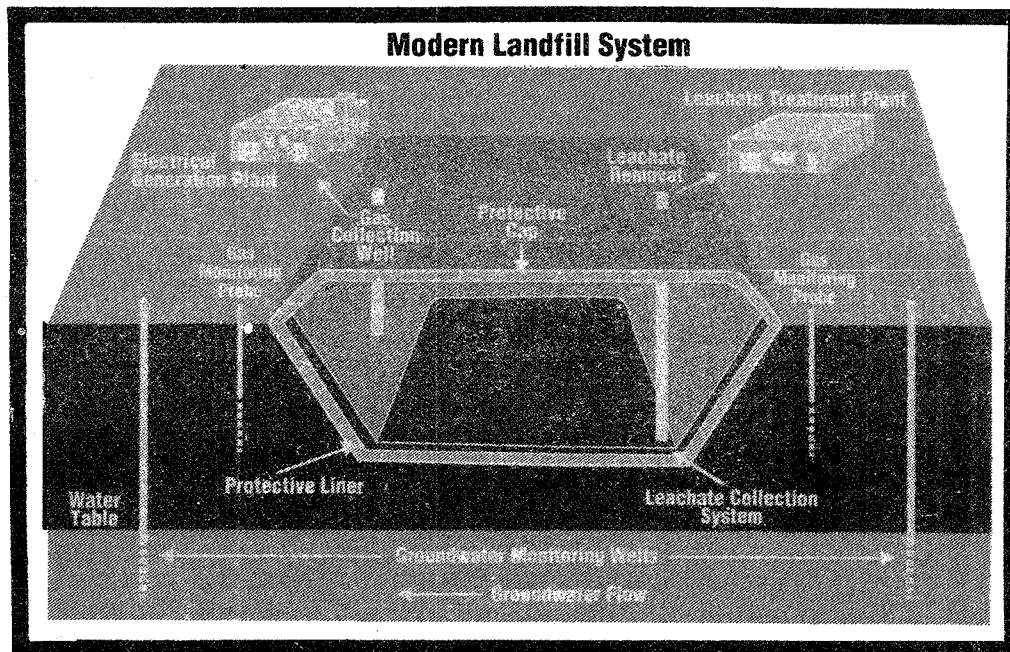 Modern Landfill System
Leachate Treatment Plant
Electrical
Generation Plant
Leachate
Removal
Gas
Collection
Well
Protective
Cap
Gas
Monitoring
Probe
Gas
Monitoring
Probe
Protective Liner
Leachate Collection
System
Water
Table
Groundwater Monitoring Wells
Groundwater Flow